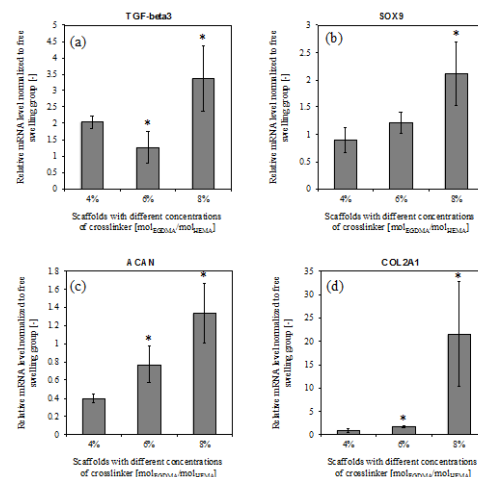 TGF-beta3
(a)
Relative mRNA level normalized to free
swelling group [-]
5
4.5
4
3.5
3
2.5
2
1.5
1
0.5
0
*
*
4%
6%
8%
Scaffolds with different concentrations
of crosslinker [molEGDMA/molHEMA]
SOX9
(b)
Relative mRNA level normalized to free
swelling group [-]
3
2.5
2
1.5
1
0.5
0
*
4%
6%
8%
Scaffolds with different concentrations
of crosslinker [molEGDMA/molHEMA]
ACAN
(c)
Relative mRNA level normalized to free
swelling group [-]
1.8
1.6
1.4
1.2
1
0.8
0.6
0.4
0.2
0
*
*
4%
6%
8%
Scaffolds with different concentrations
of crosslinker [molEGDMA/molHEMA]
COL2A1
(d)
Relative mRNA level normalized to free
swelling group [-]
35
30
25
20
15
10
5
0
*
*
4%
6%
8%
Scaffolds with different concentrations
of crosslinker [molEGDMA/molHEMA]